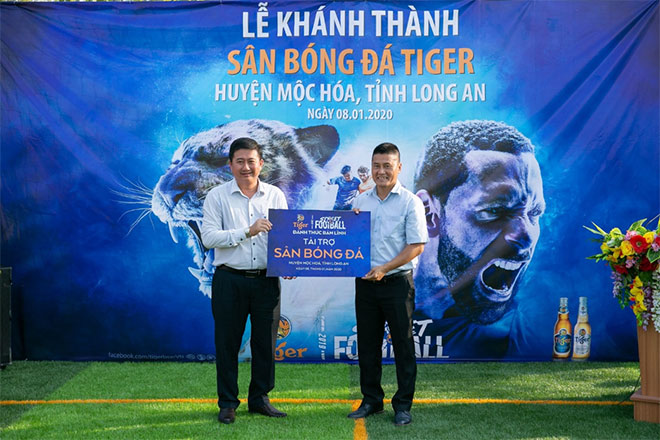 LỄ KHÁNH THÀNH
SÂN BÓNG ĐÁ TIGER
HUYỆN MỘC HÓA, TỈNH LONG AN
NGÀY 08.01.2020
Tiger STREET FOOTBALL
ĐÁNH THỨC BẢN LĨNH
TÀI TRỢ
SÂN BÓNG ĐÁ
HUYỆN MỘC HÓA, TỈNH LONG AN
Tiger
FOOTBALL
Tiger